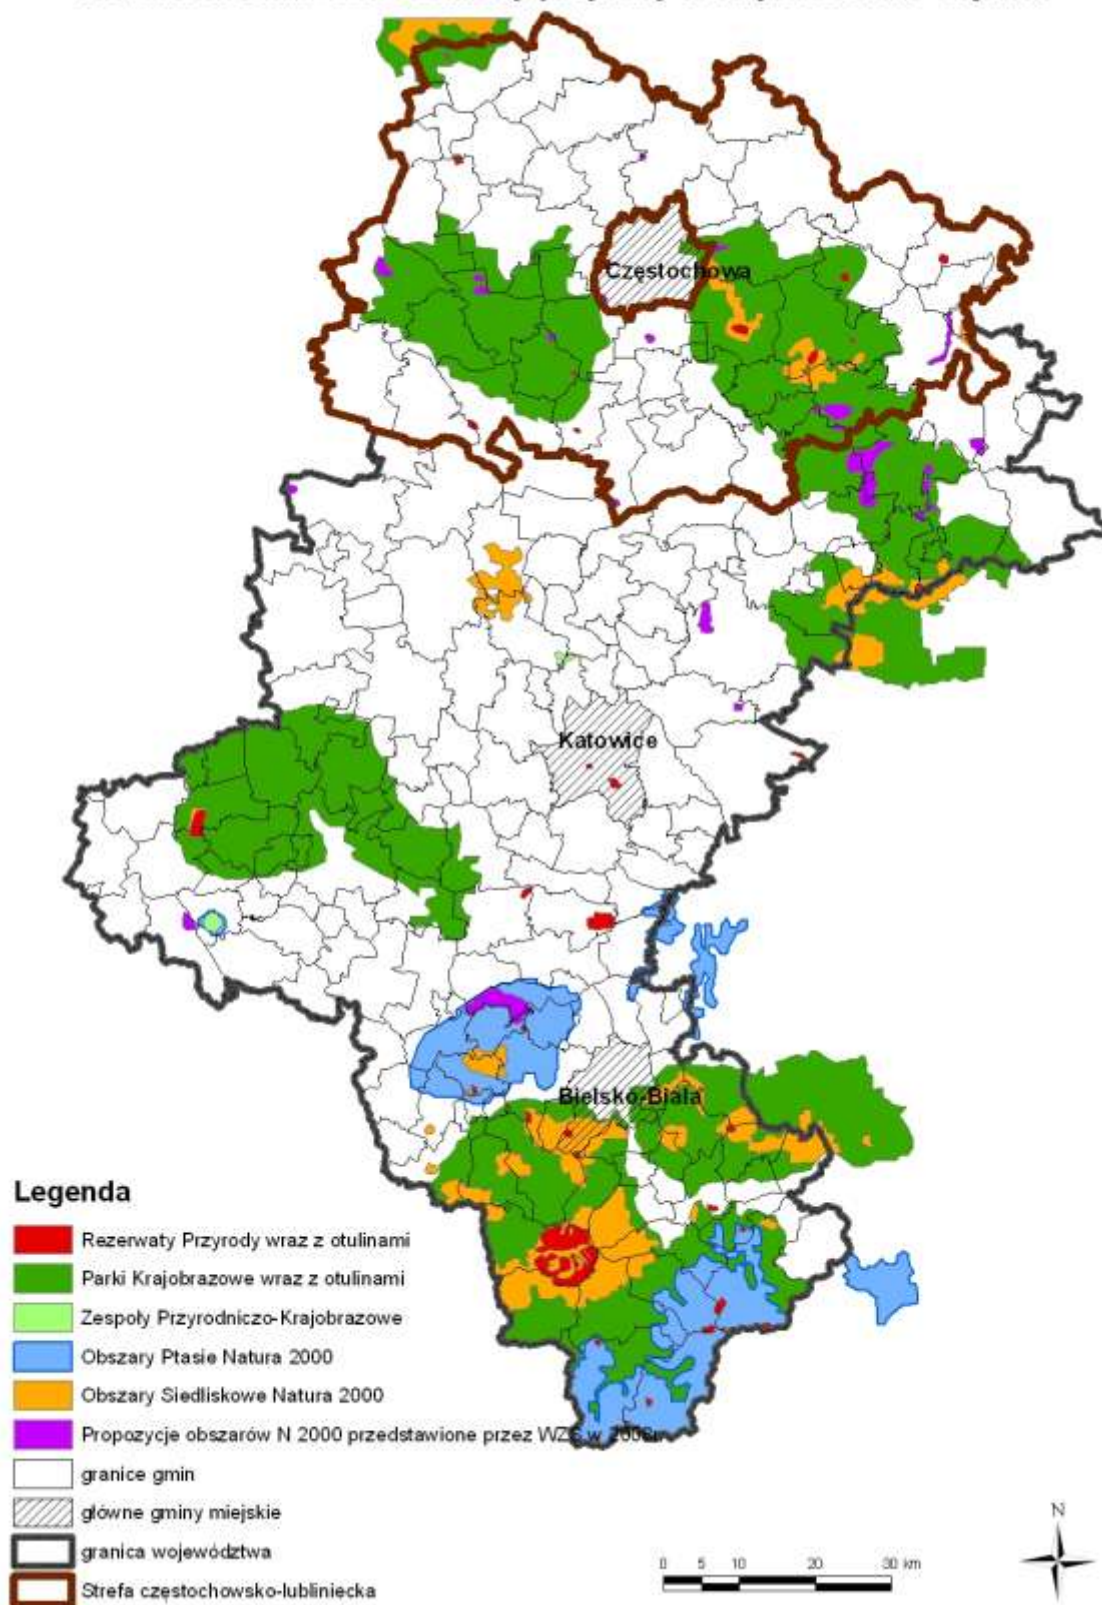 Częstochowa
Katowice
Bielsko-Biała
Legenda
Rezerwaty Przyrody wraz z otulinami
Parki Krajobrazowe wraz z otulinami
Zespoły Przyrodniczo-Krajobrazowe
Obszary Ptasie Natura 2000
Obszary Siedliskowe Natura 2000
Propozycje obszarów N 2000 przedstawione przez WZS w 2008r.
granice gmin
główne gminy miejskie
granica województwa
Strefa częstochowsko-lubliniecka
N
0 5 10 20 30 km